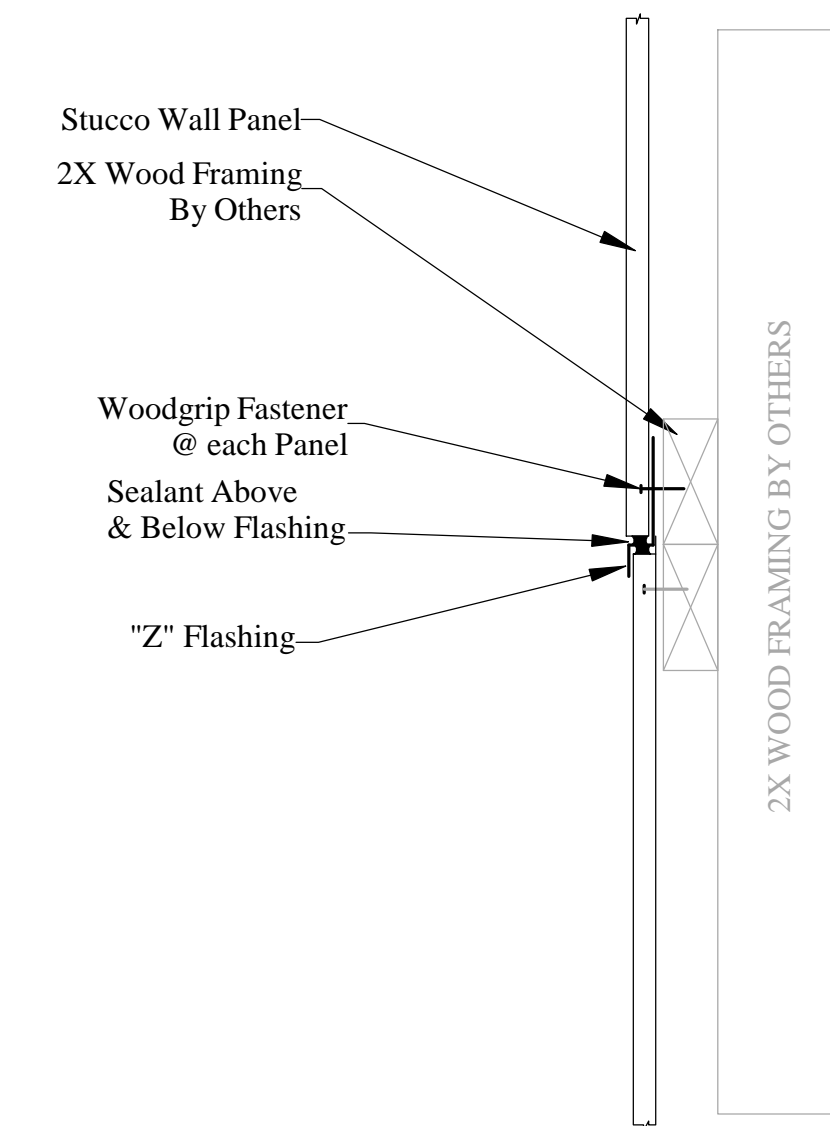 Stucco Wall Panel
2X Wood Framing
By Others
Woodgrip Fastener
@ each Panel
Sealant Above
& Below Flashing
"Z" Flashing
2X WOOD FRAMING BY OTHERS